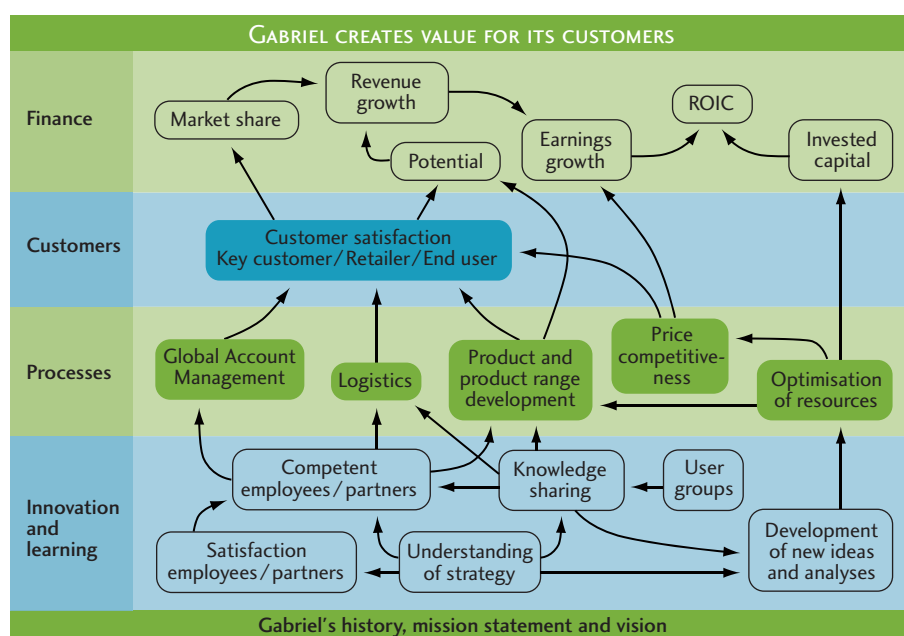 GABRIEL CREATES VALUE FOR ITS CUSTOMERS
Finance
Market share
Revenue
growth
Potential
Earnings
growth
ROIC
Invested
capital
Customers
Customer satisfaction
Key customer/Retailer/End user
Processes
Global Account
Management
Logistics
Product and
product range
development
Price
competitive-
ness
Optimisation
of resources
Innovation
and
learning
Competent
employees/partners
Knowledge
sharing
User
groups
Satisfaction
employees/partners
Understanding
of strategy
Development
of new ideas
and analyses
Gabriel's history, mission statement and vision